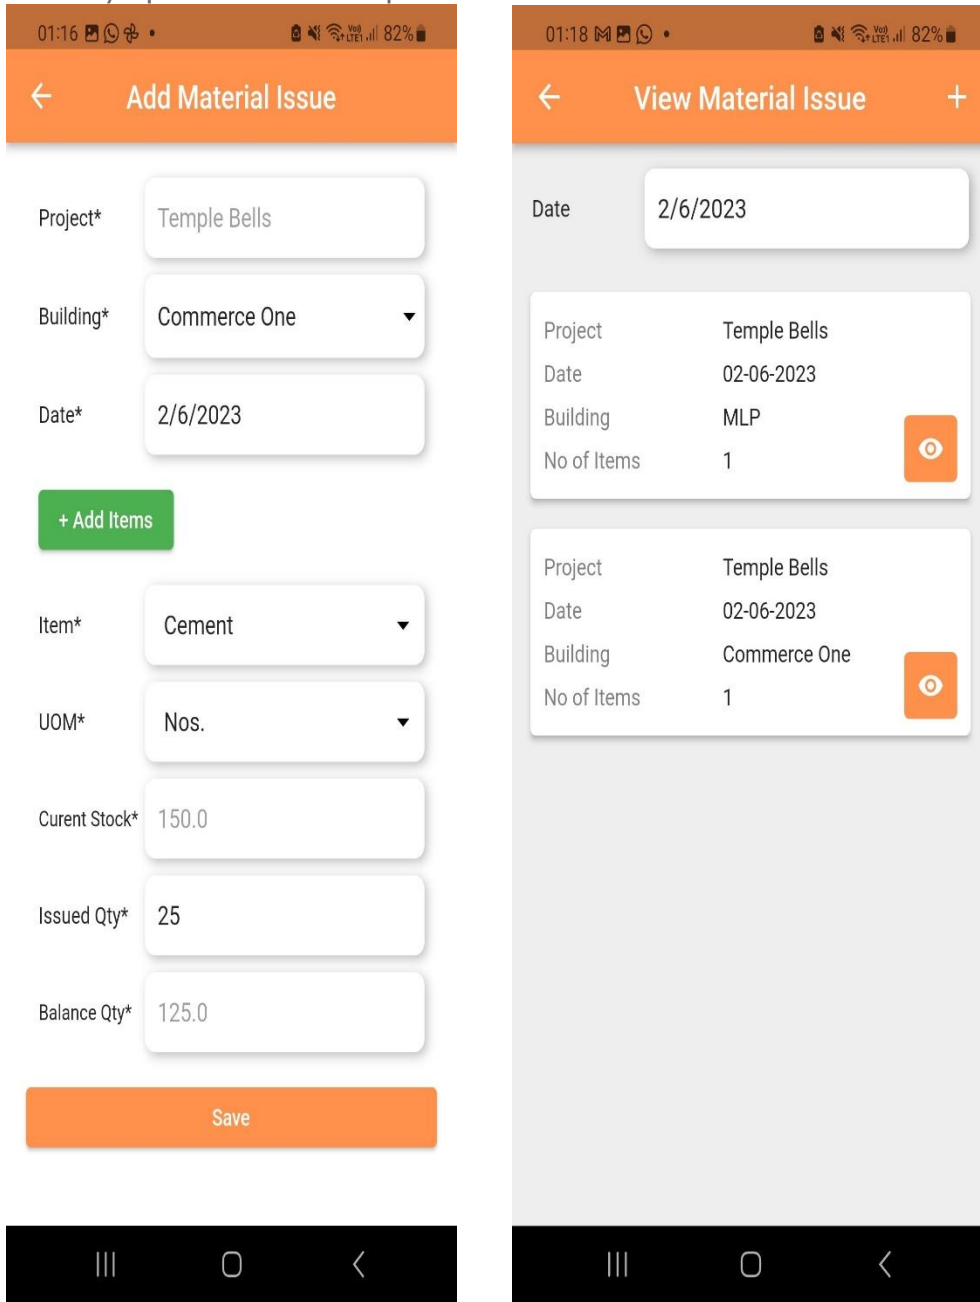 01:16 82%
Add Material Issue
Project* Temple Bells
Building* Commerce One
Date* 2/6/2023
+ Add Items
Item* Cement
UOM* Nos.
Curent Stock* 150.0
Issued Qty* 25
Balance Qty* 125.0
Save
01:18 82%
View Material Issue +
Date 2/6/2023
Project Temple Bells
Date 02-06-2023
Building MLP
No of Items 1
Project Temple Bells
Date 02-06-2023
Building Commerce One
No of Items 1